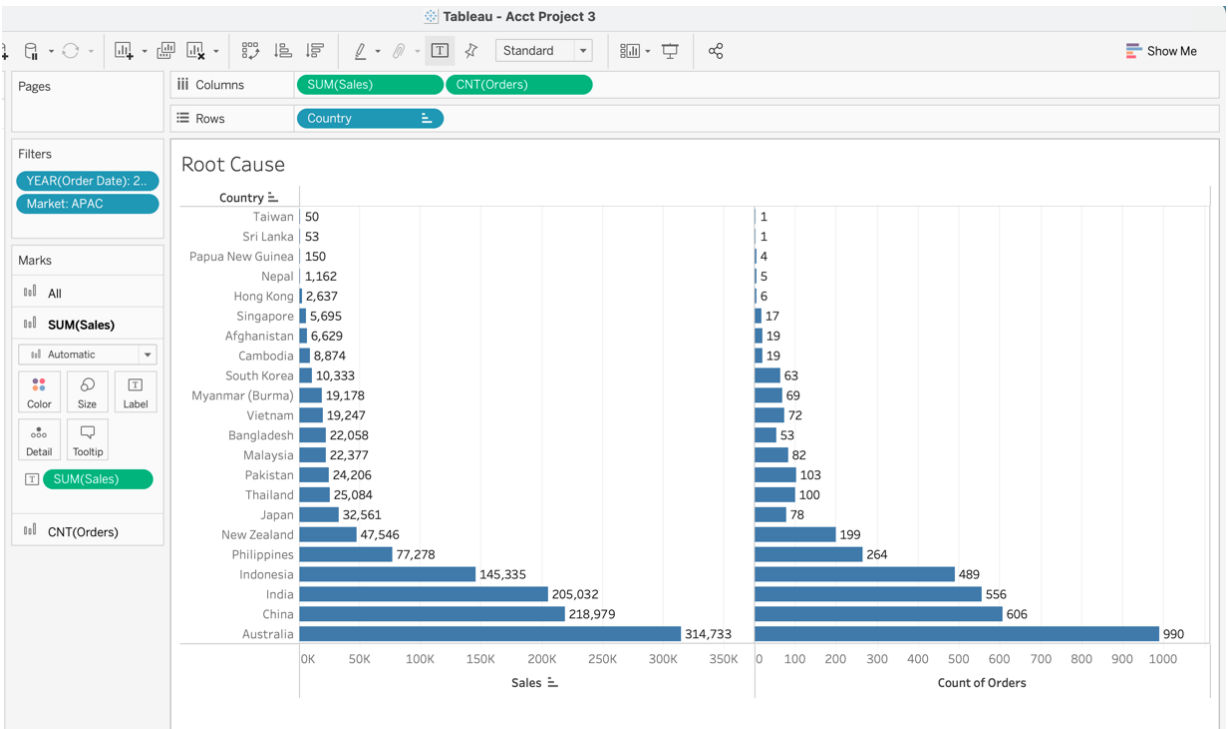 Tableau - Acct Project 3
Standard
Show Me
Pages
Columns SUM(Sales) CNT(Orders)
Rows Country
Filters
YEAR(Order Date): 2..
Market: APAC
Marks
All
SUM(Sales)
Automatic
Color Size Label
Detail Tooltip
SUM(Sales)
CNT(Orders)
Root Cause
Country
Taiwan 50 1
Sri Lanka 53 1
Papua New Guinea 150 4
Nepal 1,162 5
Hong Kong 2,637 6
Singapore 5,695 17
Afghanistan 6,629 19
Cambodia 8,874 19
South Korea 10,333 63
Myanmar (Burma) 19,178 69
Vietnam 19,247 72
Bangladesh 22,058 53
Malaysia 22,377 82
Pakistan 24,206 103
Thailand 25,084 100
Japan 32,561 78
New Zealand 47,546 199
Philippines 77,278 264
Indonesia 145,335 489
India 205,032 556
China 218,979 606
Australia 314,733 990
0K 50K 100K 150K 200K 250K 300K 350K 0 100 200 300 400 500 600 700 800 900 1000
Sales Count of Orders